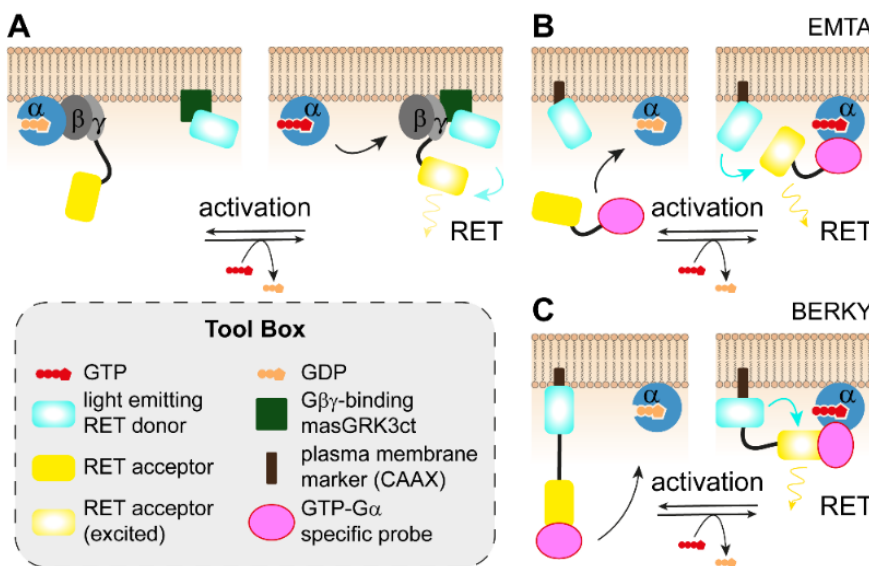 A
α
β
γ
α
β
γ
activation
RET
B
EMTA
α
α
activation
RET
C
BERKY
α
α
activation
RET
Tool Box
GTP
GDP
light emitting
RET donor
Gβγ-binding
masGRK3ct
RET acceptor
plasma membrane
marker (CAAX)
RET acceptor
(excited)
GTP-Gα
specific probe